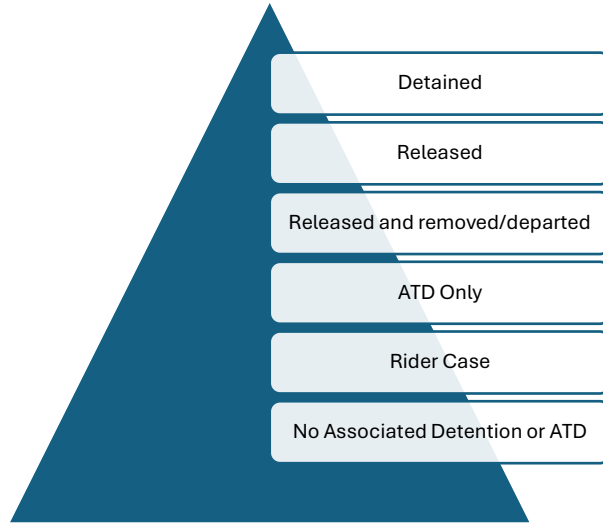 Detained
Released
Released and removed/departed
ATD Only
Rider Case
No Associated Detention or ATD